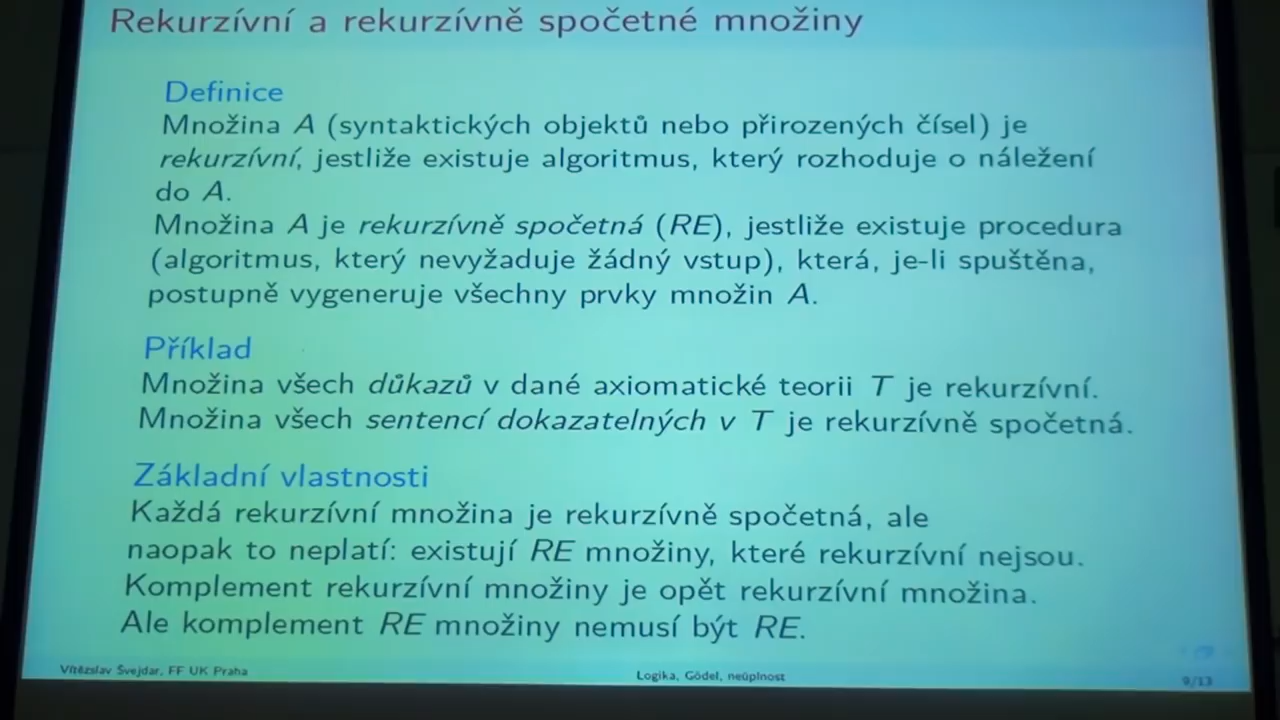 Rekurzívní a rekurzívně spočetné množiny
Definice
Množina A (syntaktických objektů nebo přirozených čísel) je
rekurzívní, jestliže existuje algoritmus, který rozhoduje o náležení
do A.
Množina A je rekurzívně spočetná (RE), jestliže existuje procedura
(algoritmus, který nevyžaduje žádný vstup), která, je-li spuštěna,
postupně vygeneruje všechny prvky množin A.
Příklad
Množina všech důkazů v dané axiomatické teorii T je rekurzívní.
Množina všech sentencí dokazatelných v T je rekurzívně spočetná.
Základní vlastnosti
Každá rekurzívní množina je rekurzívně spočetná, ale
naopak to neplatí: existují RE množiny, které rekurzívní nejsou.
Komplement rekurzívní množiny je opět rekurzívní množina.
Ale komplement RE množiny nemusí být RE.
Vítězslav Švejdar, FF UK Praha
Logika, Gödel, neúplnost
9/13